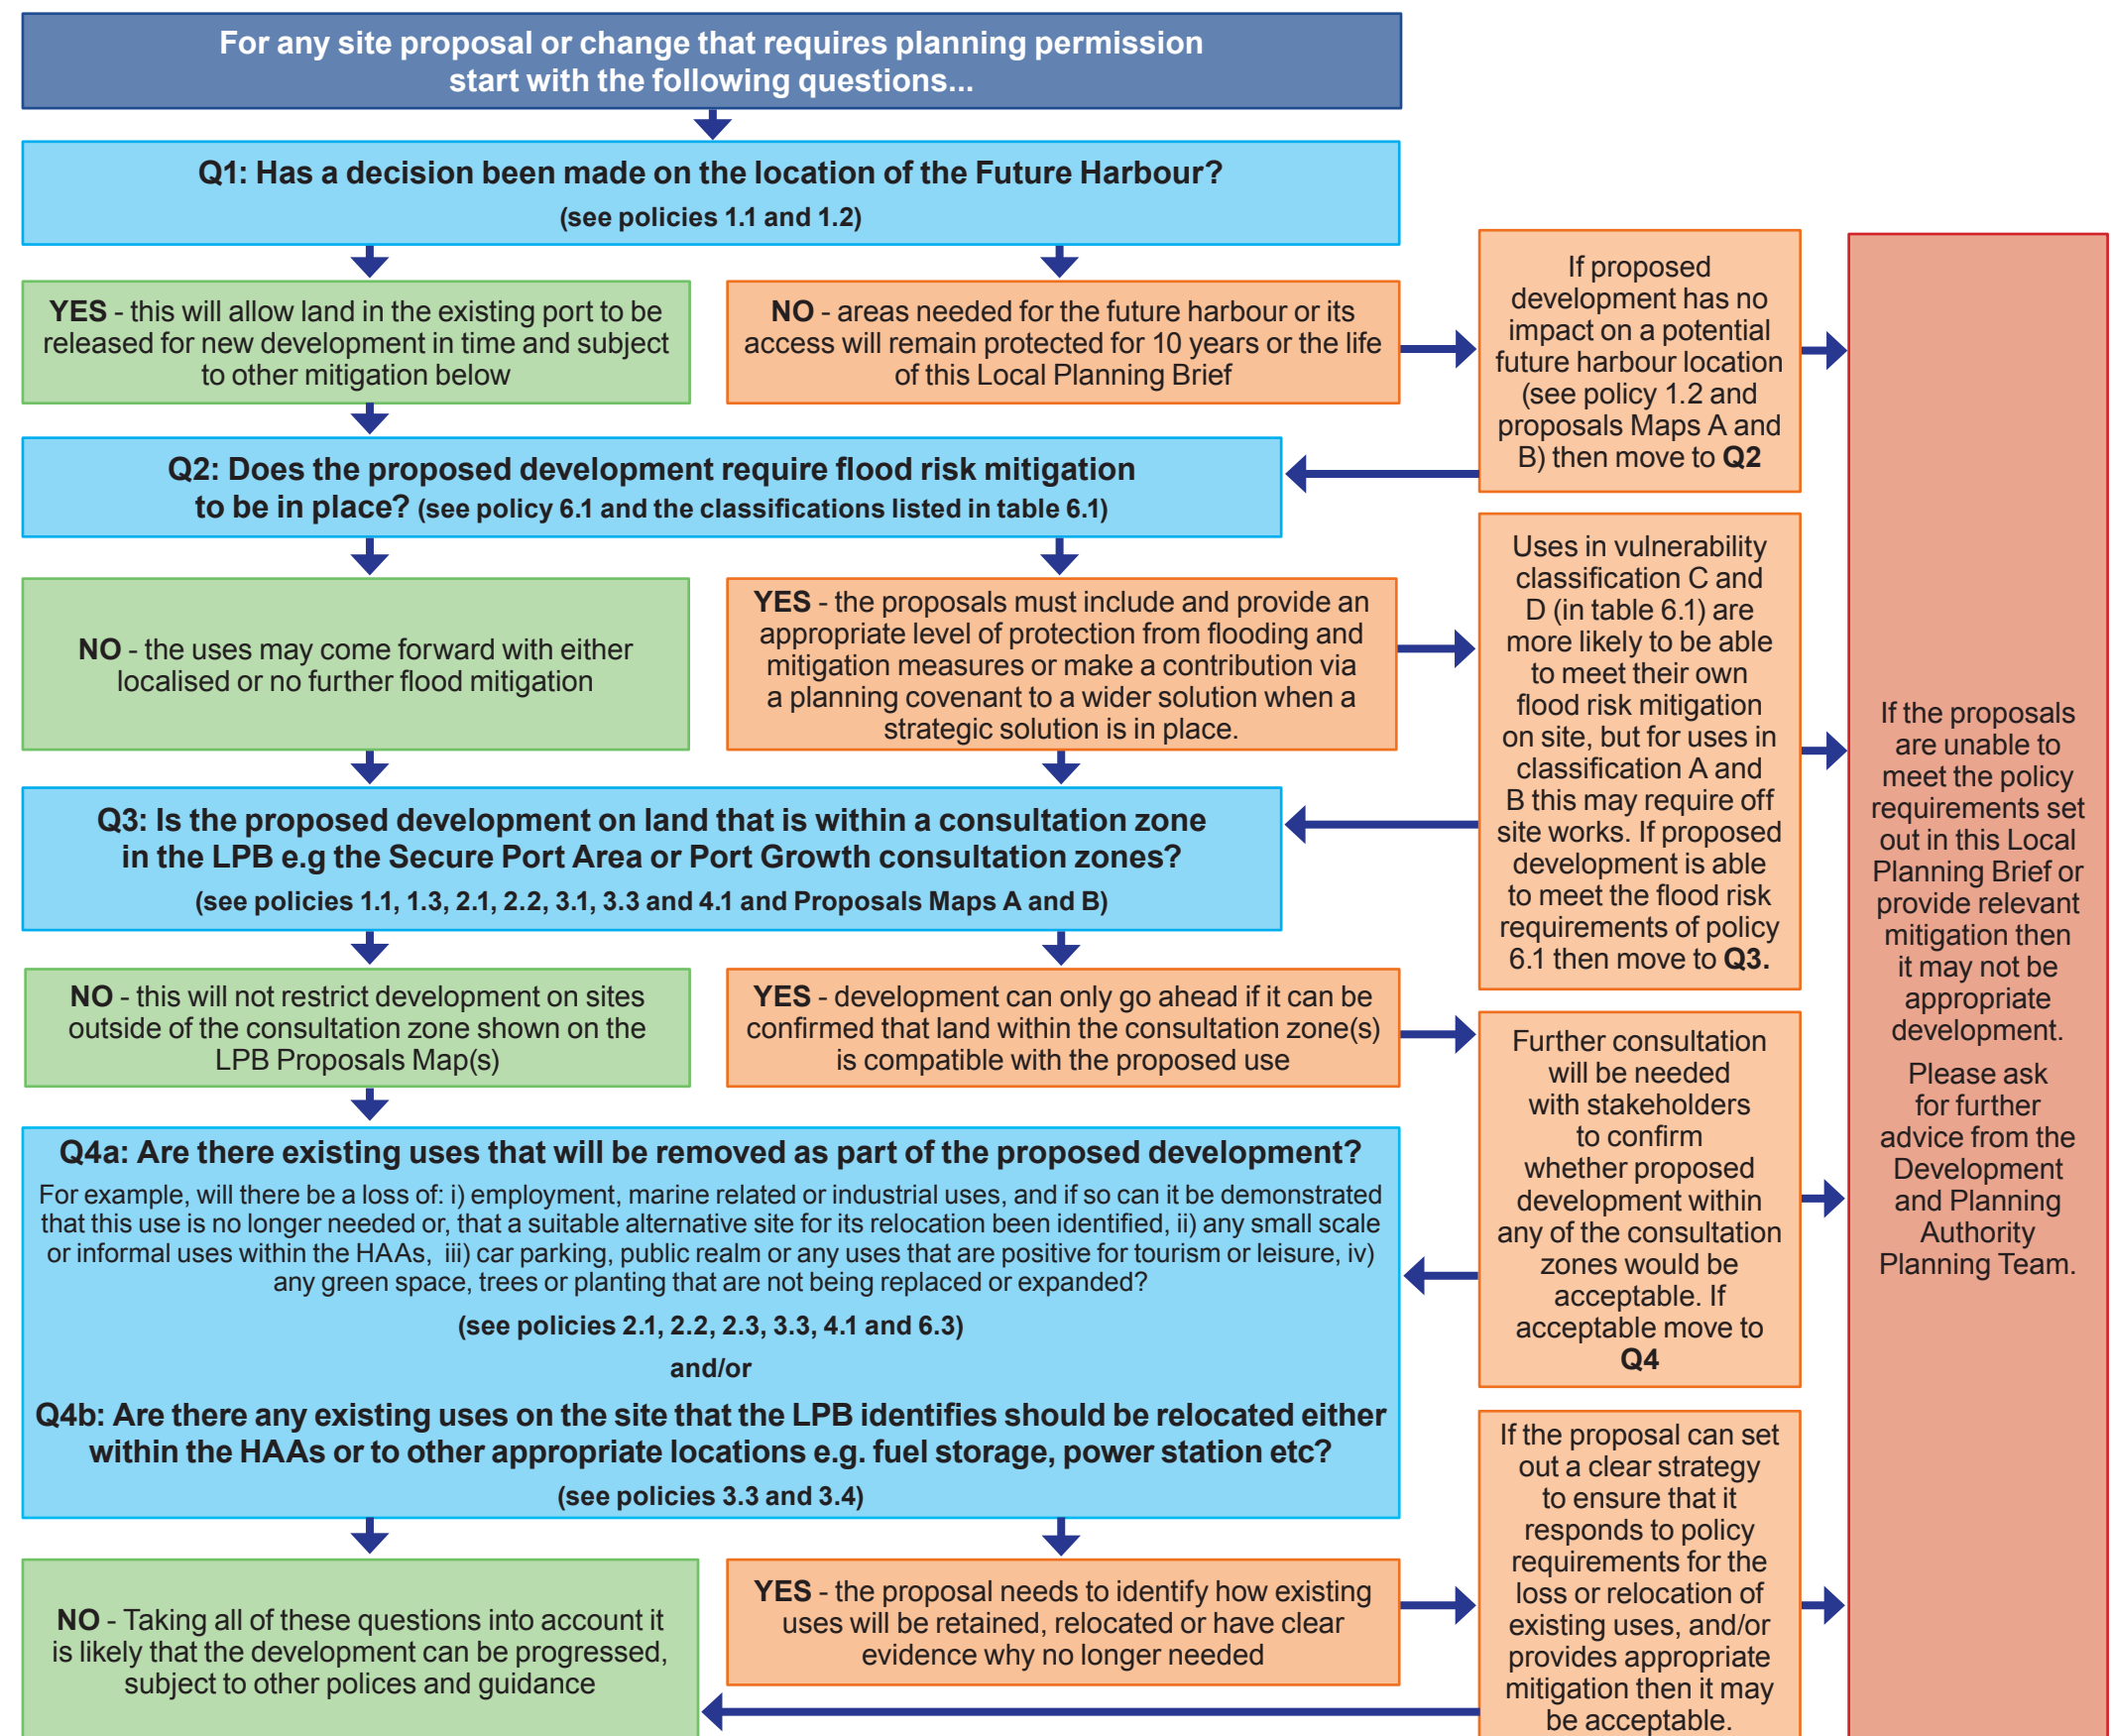 For any site proposal or change that requires planning permission
start with the following questions...
Q1: Has a decision been made on the location of the Future Harbour?
(see policies 1.1 and 1.2)
YES - this will allow land in the existing port to be
released for new development in time and subject
to other mitigation below
NO - areas needed for the future harbour or its
access will remain protected for 10 years or the life
of this Local Planning Brief
If proposed
development has no
impact on a potential
future harbour location
(see policy 1.2 and
proposals Maps A and
B) then move to Q2
Q2: Does the proposed development require flood risk mitigation
to be in place? (see policy 6.1 and the classifications listed in table 6.1)
NO - the uses may come forward with either
localised or no further flood mitigation
YES - the proposals must include and provide an
appropriate level of protection from flooding and
mitigation measures or make a contribution via
a planning covenant to a wider solution when a
strategic solution is in place.
Uses in vulnerability
classification C and
D (in table 6.1) are
more likely to be able
to meet their own
flood risk mitigation
on site, but for uses in
classification A and
B this may require off
site works. If proposed
development is able
to meet the flood risk
requirements of policy
6.1 then move to Q3.
Q3: Is the proposed development on land that is within a consultation zone
in the LPB e.g the Secure Port Area or Port Growth consultation zones?
(see policies 1.1, 1.3, 2.1, 2.2, 3.1, 3.3 and 4.1 and Proposals Maps A and B)
NO - this will not restrict development on sites
outside of the consultation zone shown on the
LPB Proposals Map(s)
YES - development can only go ahead if it can be
confirmed that land within the consultation zone(s)
is compatible with the proposed use
Further consultation
will be needed
with stakeholders
to confirm
whether proposed
development within
any of the consultation
zones would be
acceptable. If
acceptable move to
Q4
Q4a: Are there existing uses that will be removed as part of the proposed development?
For example, will there be a loss of: i) employment, marine related or industrial uses, and if so can it be demonstrated
that this use is no longer needed or, that a suitable alternative site for its relocation been identified, ii) any small scale
or informal uses within the HAAs, iii) car parking, public realm or any uses that are positive for tourism or leisure, iv)
any green space, trees or planting that are not being replaced or expanded?
(see policies 2.1, 2.2, 2.3, 3.3, 4.1 and 6.3)
and/or
Q4b: Are there any existing uses on the site that the LPB identifies should be relocated either
within the HAAs or to other appropriate locations e.g. fuel storage, power station etc?
(see policies 3.3 and 3.4)
NO - Taking all of these questions into account it
is likely that the development can be progressed,
subject to other polices and guidance
YES - the proposal needs to identify how existing
uses will be retained, relocated or have clear
evidence why no longer needed
If the proposal can set
out a clear strategy
to ensure that it
responds to policy
requirements for the
loss or relocation of
existing uses, and/or
provides appropriate
mitigation then it may
be acceptable.
If the proposals
are unable to
meet the policy
requirements set
out in this Local
Planning Brief or
provide relevant
mitigation then
it may not be
appropriate
development.
Please ask
for further
advice from the
Development
and Planning
Authority
Planning Team.